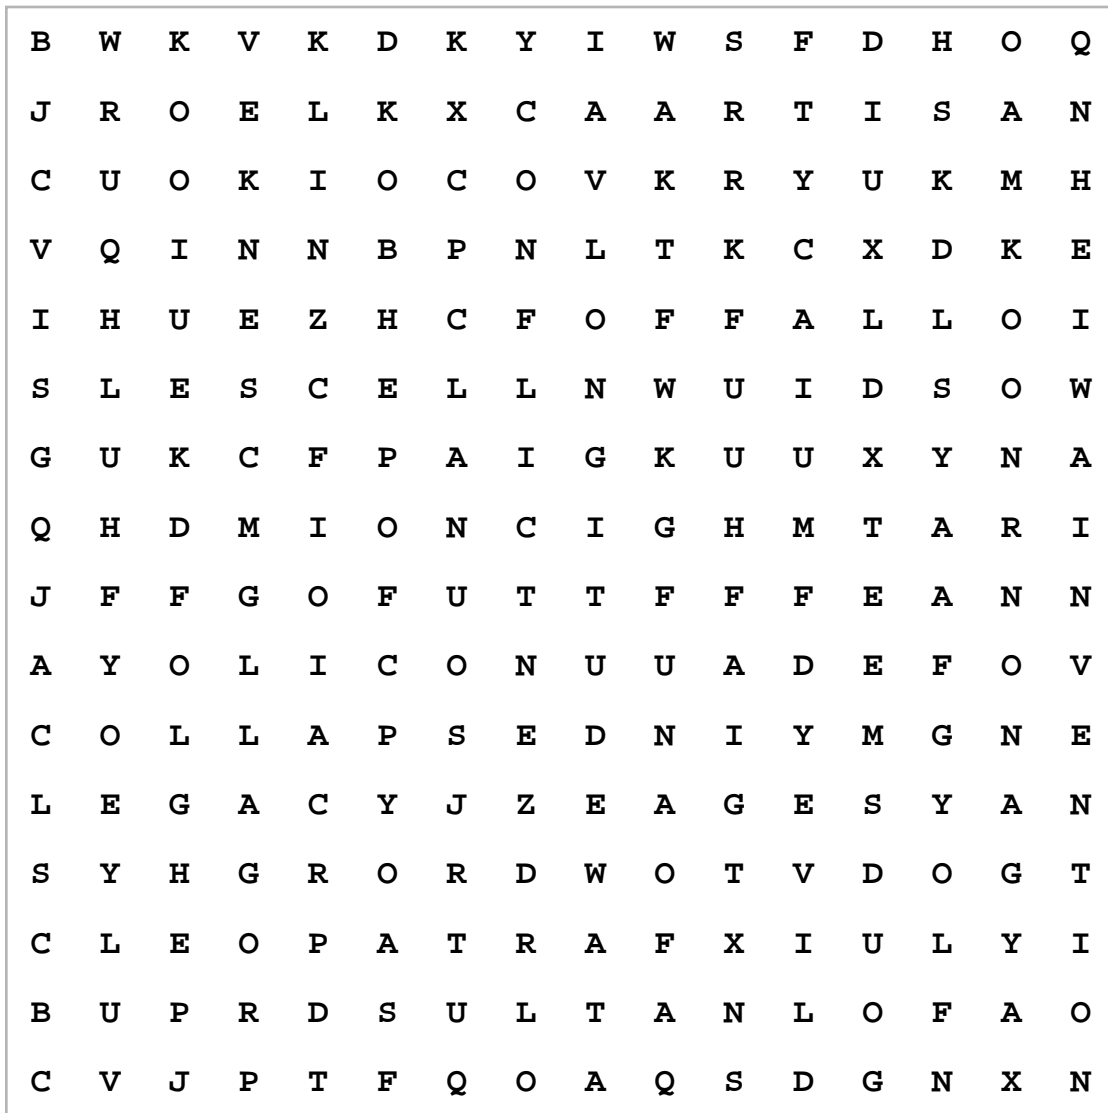 B W K V K D K Y I W S F D H O Q
J R O E L K X C A A R T I S A N
C U O K I O C O V K R Y U K M H
V Q I N N B P N L T K C X D K E
I H U E Z H C F O F F A L L O I
S L E S C E L L N W U I D S O W
G U K C F P A I G K U U X Y N A
Q H D M I O N C I G H M T A R I
J F F G O F U T T F F F E A N N
A Y O L I C O N U U A D E F O V
C O L L A P S E D N I Y M G N E
L E G A C Y J Z E A G E S Y A N
S Y H G R O R D W O T V D O G T
C L E O P A T R A F X I U L Y I
B U P R D S U L T A N L O F A O
C V J P T F Q O A Q S D G N X N